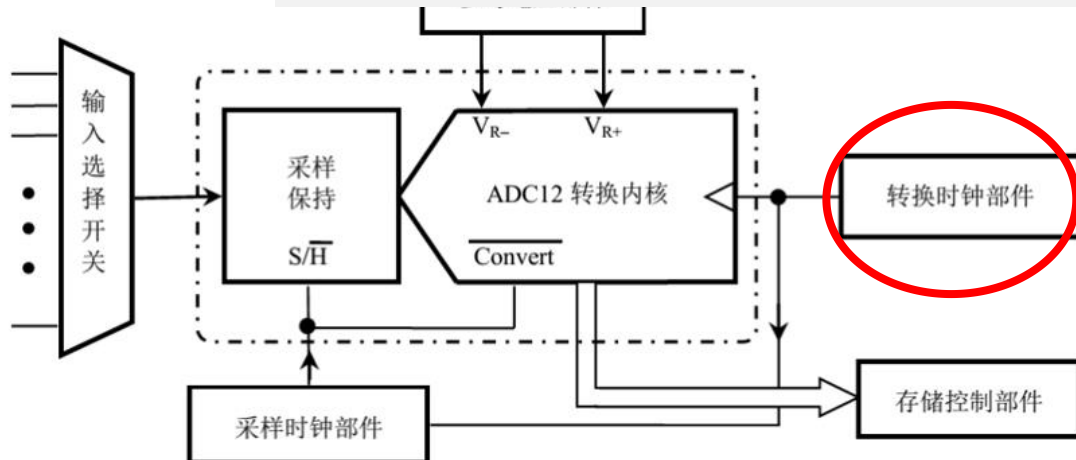 V_R-
V_R+
输入选择开关
采样
保持
S/H̅
ADC12 转换内核
C̅o̅n̅v̅e̅r̅t̅
转换时钟部件
采样时钟部件
存储控制部件